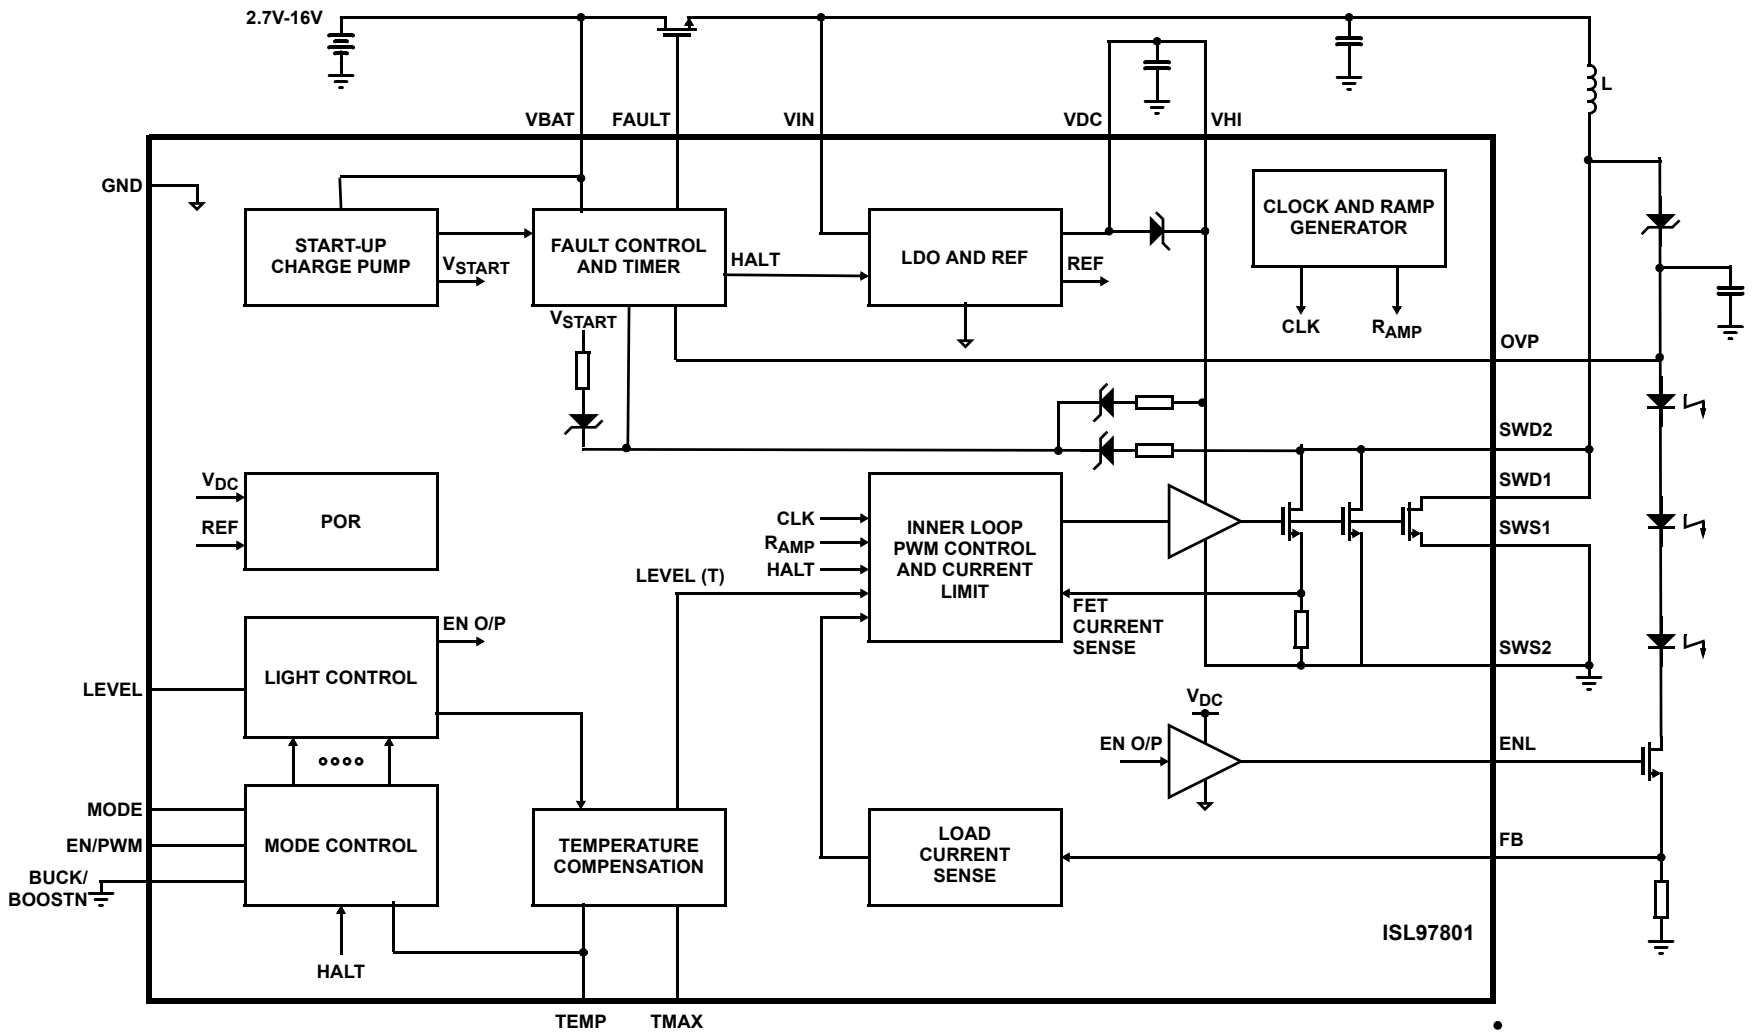 2.7V-16V
L
VBAT
FAULT
VIN
VDC
VHI
GND
START-UP
CHARGE PUMP
VSTART
FAULT CONTROL
AND TIMER
HALT
LDO AND REF
REF
CLOCK AND RAMP
GENERATOR
CLK
RAMP
VSTART
OVP
SWD2
SWD1
SWS1
SWS2
VDC
REF
POR
CLK
RAMP
HALT
LEVEL (T)
INNER LOOP
PWM CONTROL
AND CURRENT
LIMIT
FET
CURRENT
SENSE
EN O/P
LIGHT CONTROL
LEVEL
VDC
EN O/P
ENL
MODE
EN/PWM
BUCK/
BOOSTN
MODE CONTROL
HALT
TEMPERATURE
COMPENSATION
LOAD
CURRENT
SENSE
FB
ISL97801
TEMP
TMAX